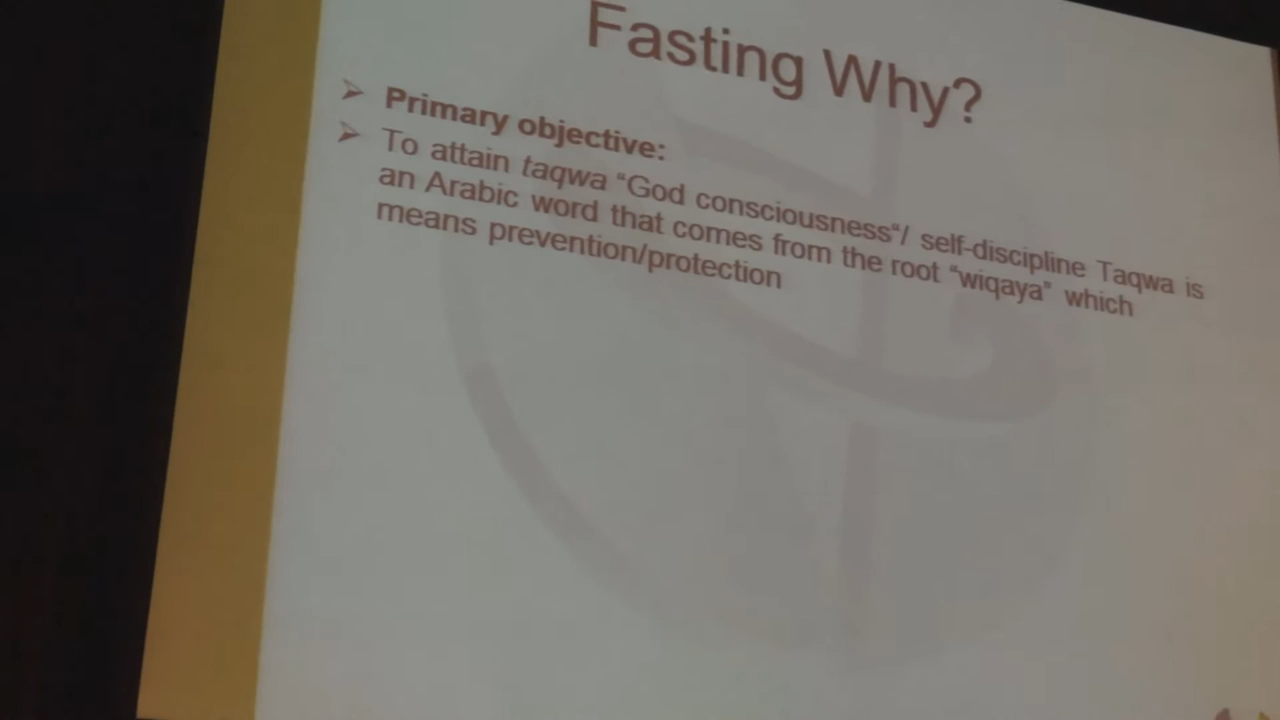 Fasting Why?
➢ Primary objective:
➢ To attain taqwa “God consciousness“/ self-discipline Taqwa is
an Arabic word that comes from the root “wiqaya” which
means prevention/protection